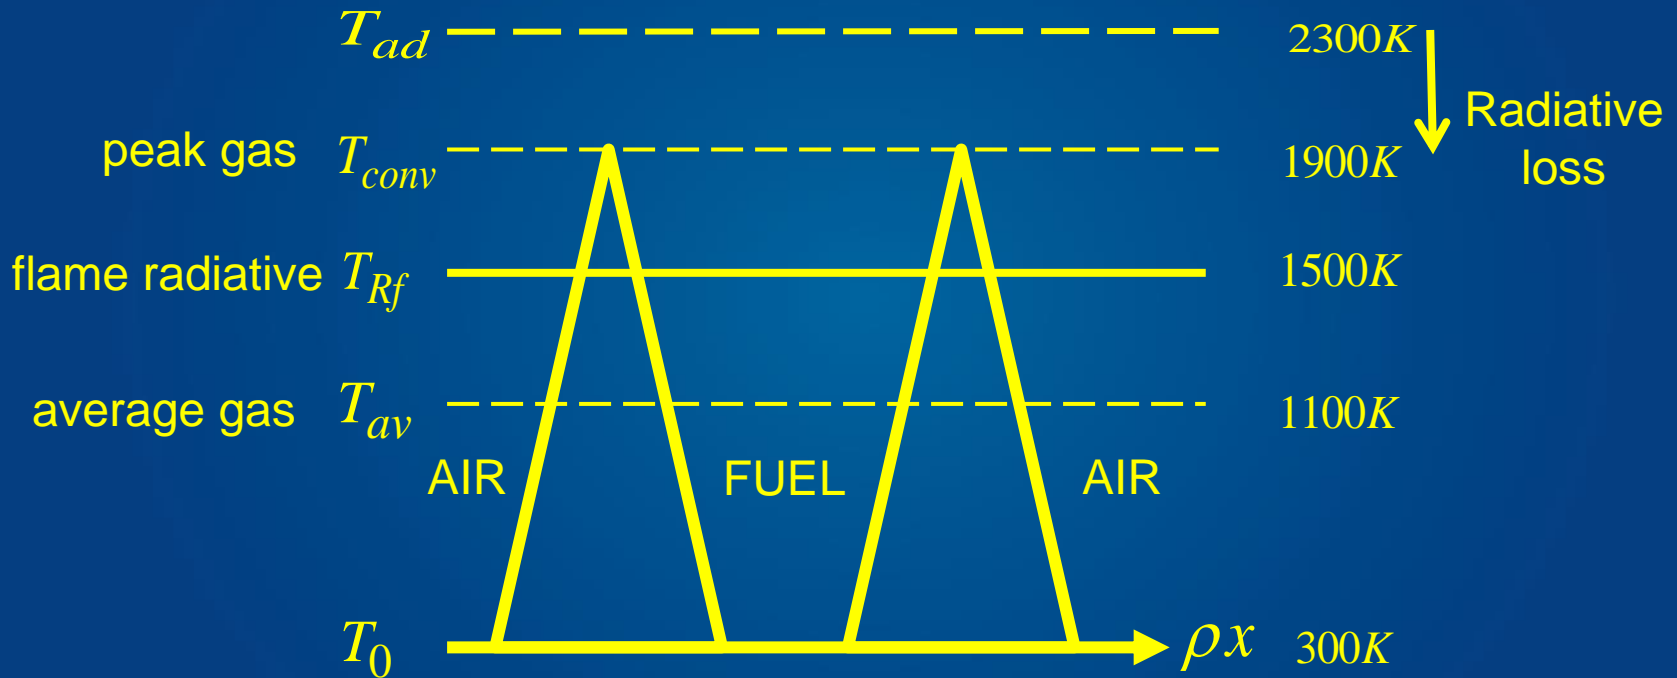 T_ad 2300K
Radiative
loss
peak gas T_conv 1900K
flame radiative T_Rf 1500K
average gas T_av 1100K
AIR FUEL AIR
T_0 ρx 300K